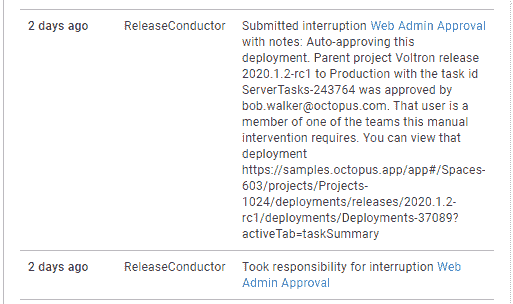 2 days ago ReleaseConductor Submitted interruption Web Admin Approval
with notes: Auto-approving this
deployment. Parent project Voltron release
2020.1.2-rc1 to Production with the task id
ServerTasks-243764 was approved by
bob.walker@octopus.com. That user is a
member of one of the teams this manual
intervention requires. You can view that
deployment
https://samples.octopus.app/app#/Spaces-
603/projects/Projects-
1024/deployments/releases/2020.1.2-
rc1/deployments/Deployments-37089?
activeTab=taskSummary
2 days ago ReleaseConductor Took responsibility for interruption Web
Admin Approval